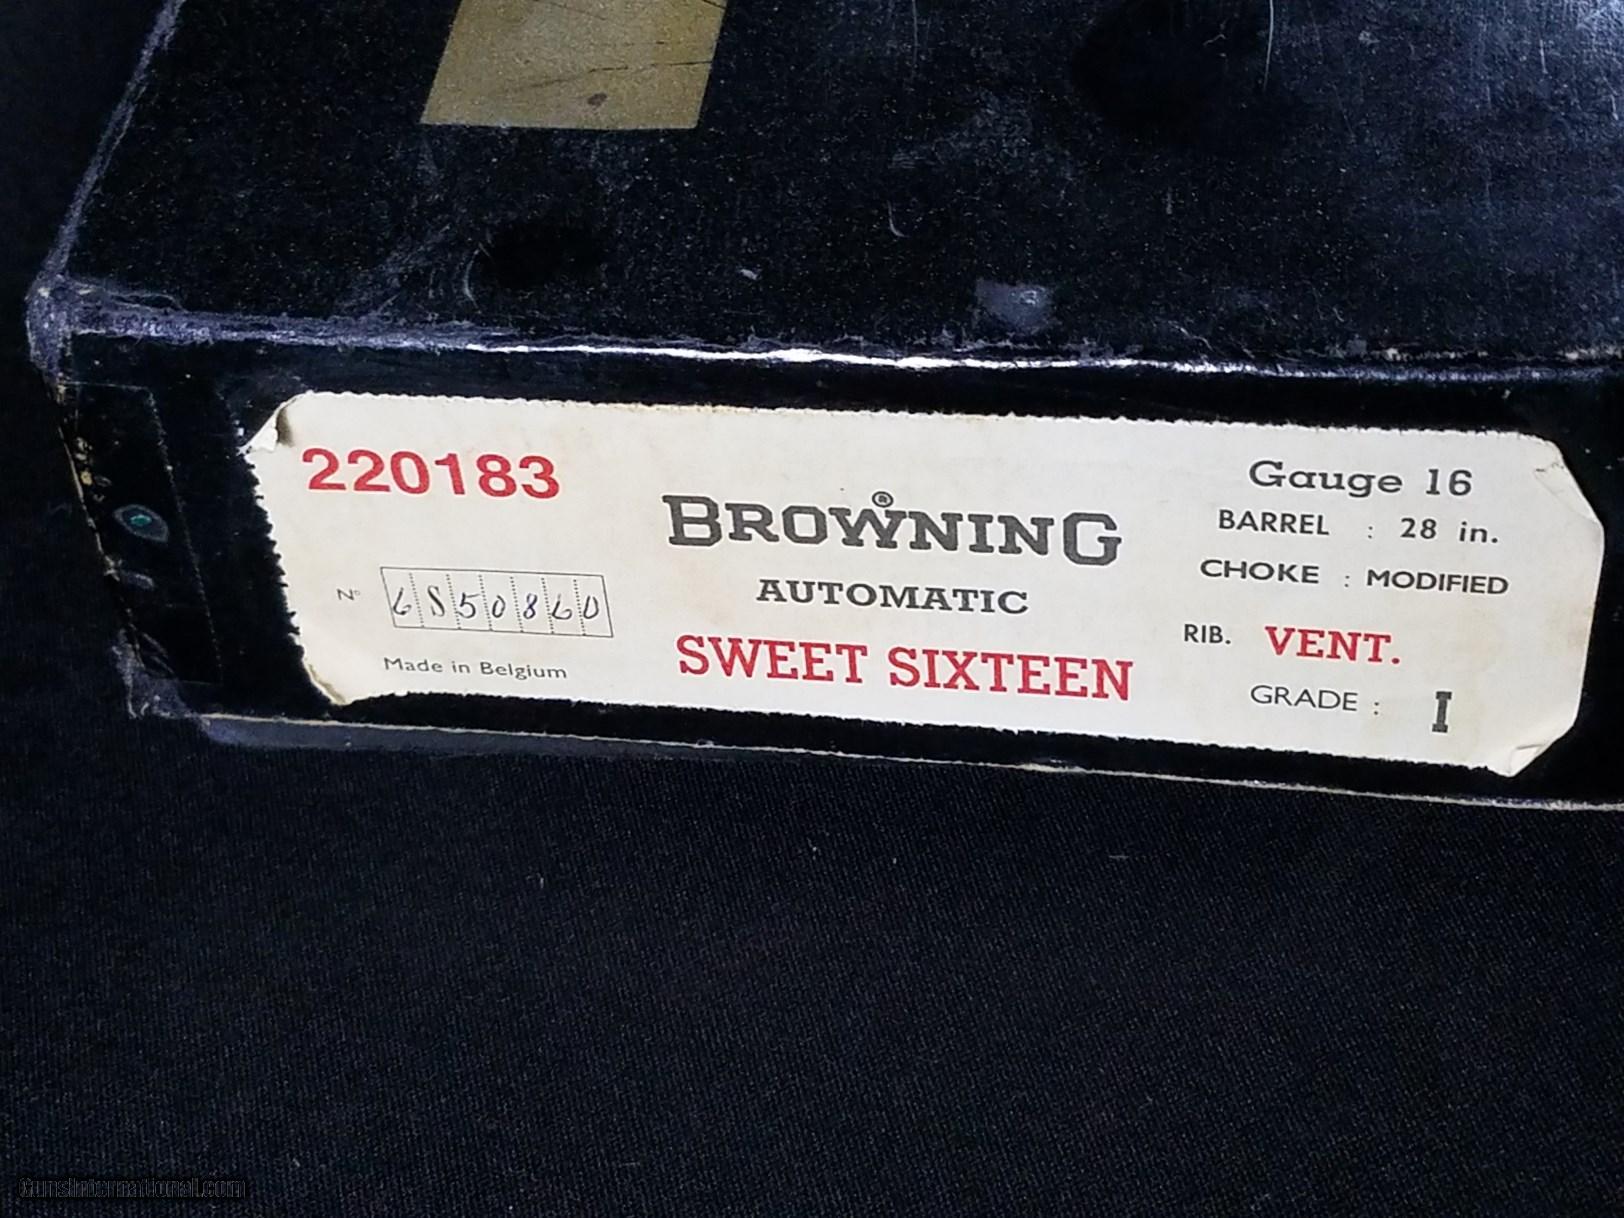 220183
Nº 6S50860
Made in Belgium
BROWNING®
AUTOMATIC
SWEET SIXTEEN
Gauge 16
BARREL : 28 in.
CHOKE : MODIFIED
RIB. VENT.
GRADE : I
GunsInternational.com